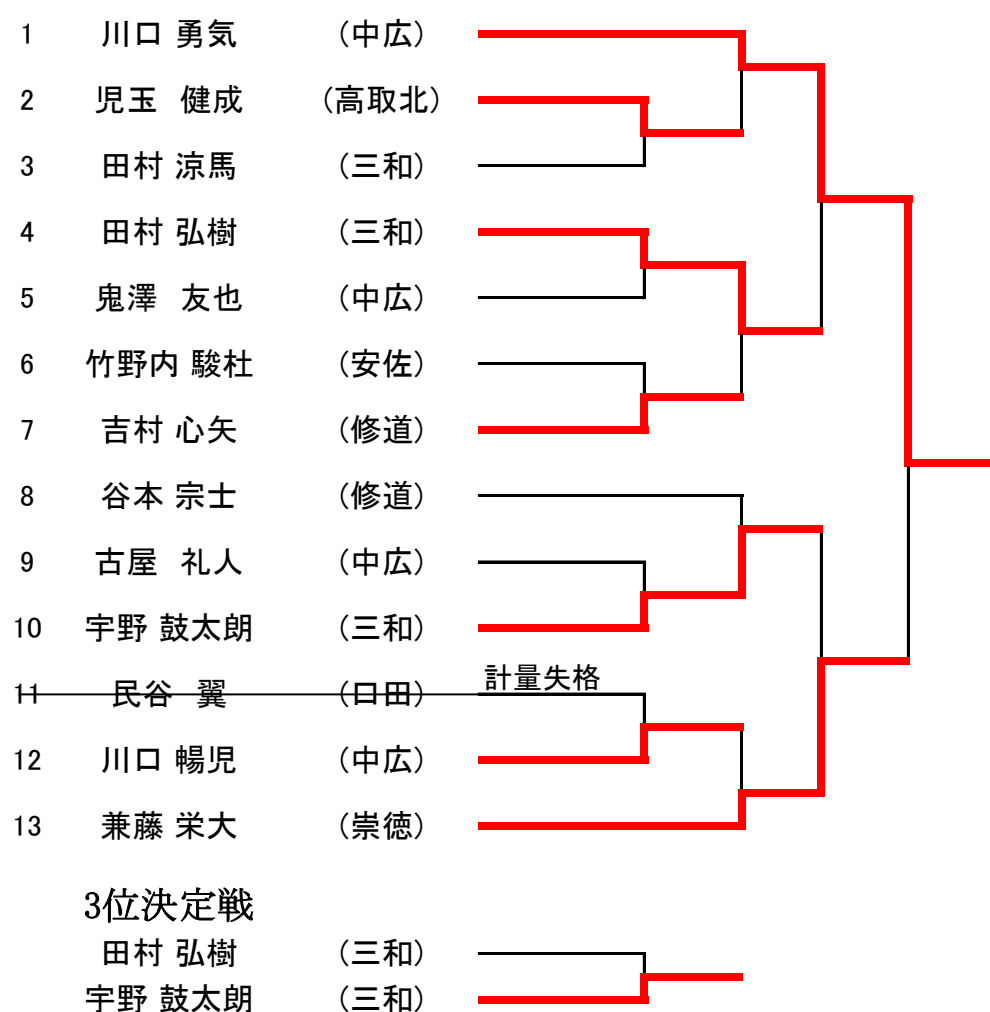 1 川口 勇気 (中広)
2 児玉 健成 (高取北)
3 田村 涼馬 (三和)
4 田村 弘樹 (三和)
5 鬼澤 友也 (中広)
6 竹野内 駿杜 (安佐)
7 吉村 心矢 (修道)
8 谷本 宗士 (修道)
9 古屋 礼人 (中広)
10 宇野 鼓太朗 (三和)
11 民谷 翼 (口田) 計量失格
12 川口 暢児 (中広)
13 兼藤 栄大 (崇徳)
3位決定戦
田村 弘樹 (三和)
宇野 鼓太朗 (三和)